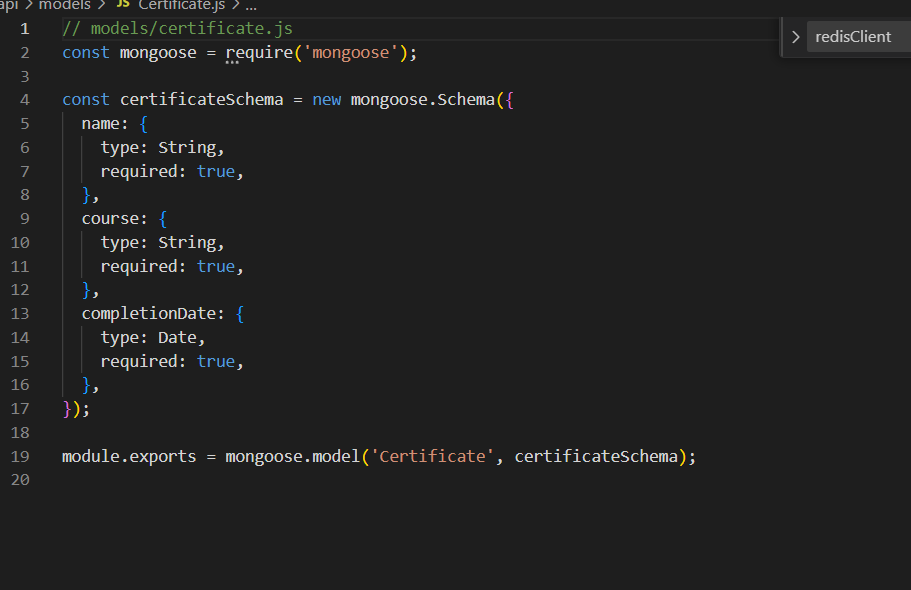 api > models > JS Certificate.js > ...
redisClient
1 // models/certificate.js
2 const mongoose = require('mongoose');
3
4 const certificateSchema = new mongoose.Schema({
5 name: {
6 type: String,
7 required: true,
8 },
9 course: {
10 type: String,
11 required: true,
12 },
13 completionDate: {
14 type: Date,
15 required: true,
16 },
17 });
18
19 module.exports = mongoose.model('Certificate', certificateSchema);
20